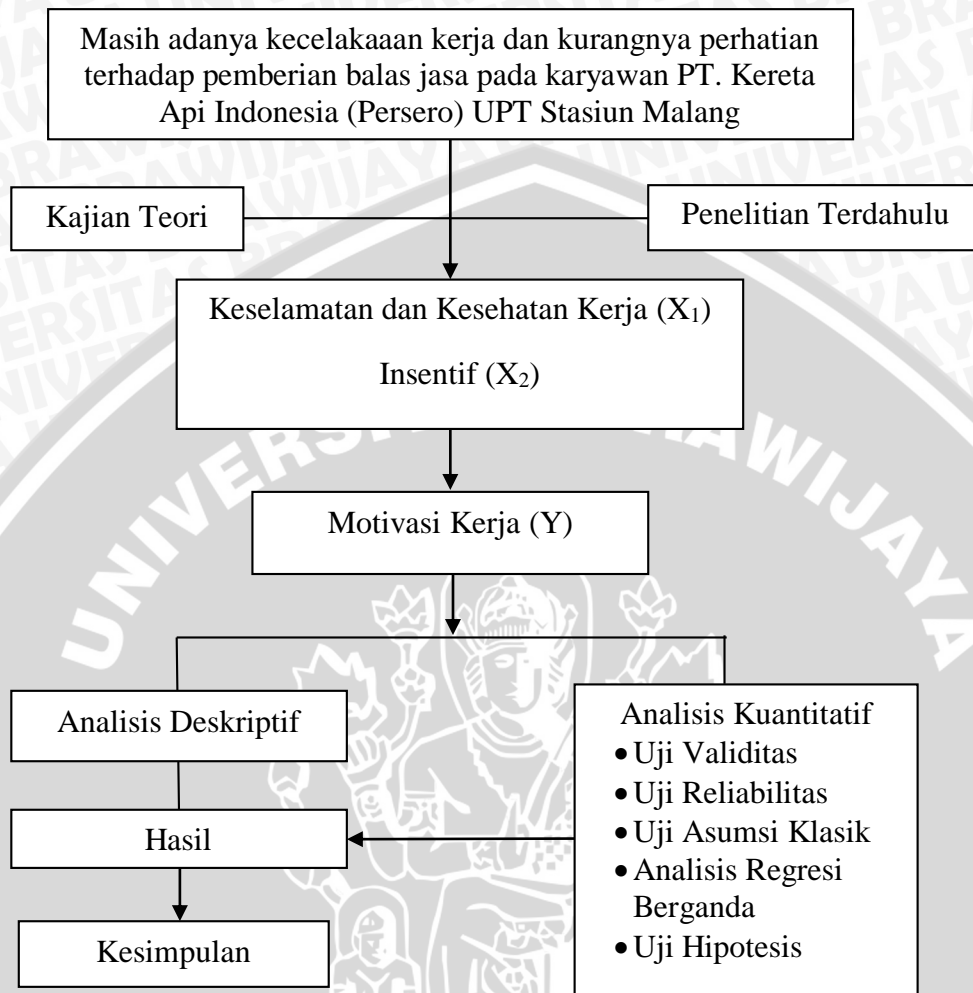 Masih adanya kecelakaaan kerja dan kurangnya perhatian
terhadap pemberian balas jasa pada karyawan PT. Kereta
Api Indonesia (Persero) UPT Stasiun Malang
Kajian Teori
Penelitian Terdahulu
Keselamatan dan Kesehatan Kerja (X₁)
Insentif (X₂)
Motivasi Kerja (Y)
Analisis Deskriptif
Hasil
Kesimpulan
Analisis Kuantitatif
• Uji Validitas
• Uji Reliabilitas
• Uji Asumsi Klasik
• Analisis Regresi
Berganda
• Uji Hipotesis